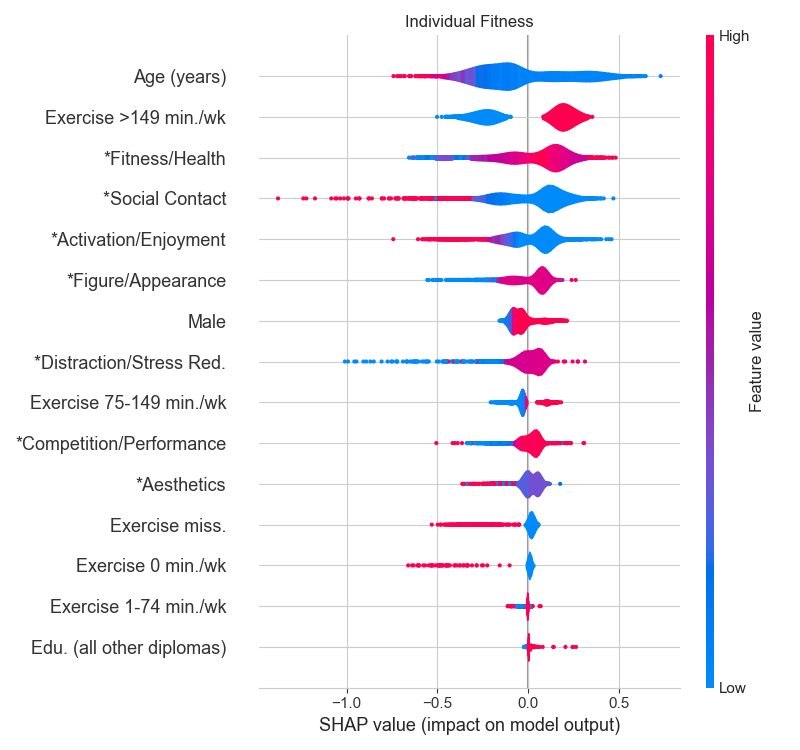 Individual Fitness
High
Age (years)
Exercise >149 min./wk
*Fitness/Health
*Social Contact
*Activation/Enjoyment
*Figure/Appearance
Male
*Distraction/Stress Red.
Exercise 75-149 min./wk
*Competition/Performance
*Aesthetics
Exercise miss.
Exercise 0 min./wk
Exercise 1-74 min./wk
Edu. (all other diplomas)
Feature value
Low
−1.0 −0.5 0.0 0.5
SHAP value (impact on model output)